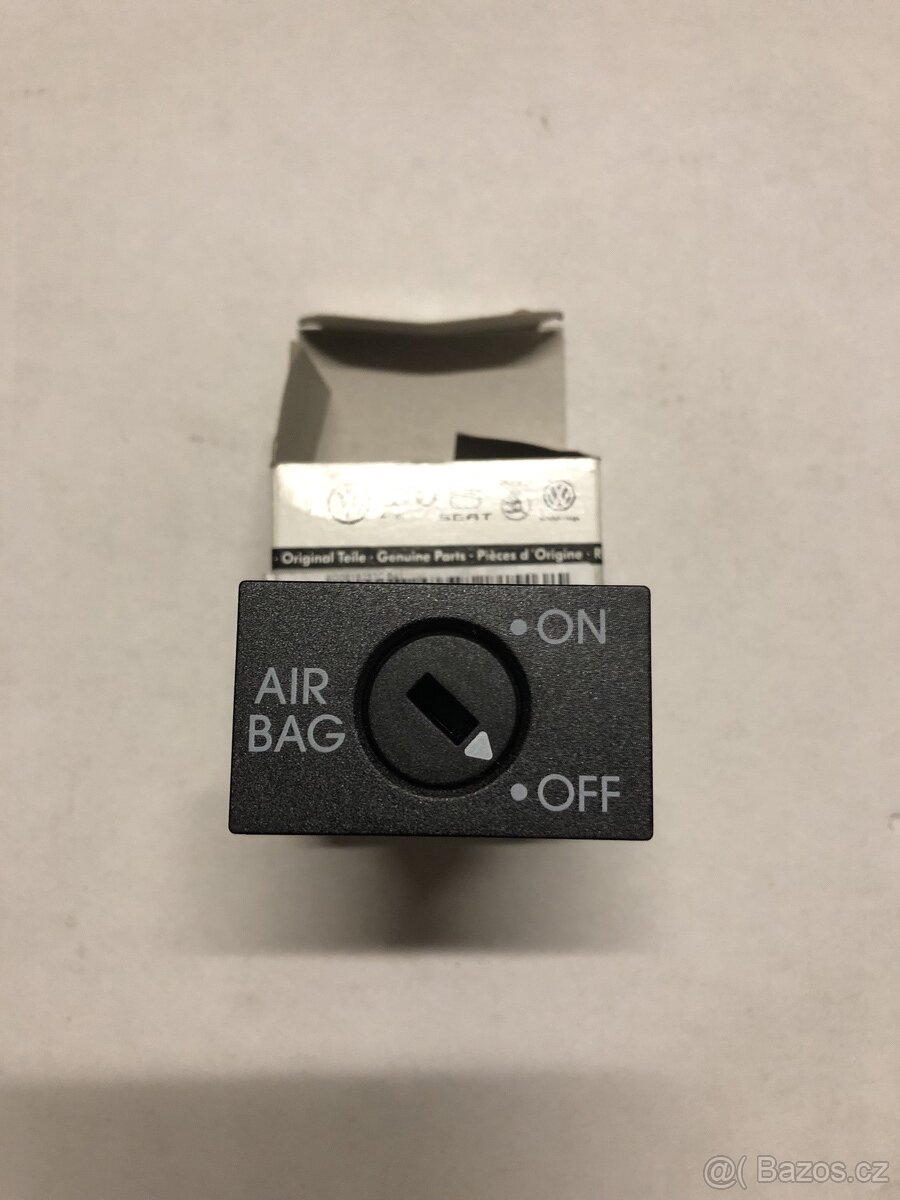 SEAT
· Original Teile · Genuine Parts · Pièces d'Origine · R
AIR
BAG
• ON
• OFF
@( Bazos.cz